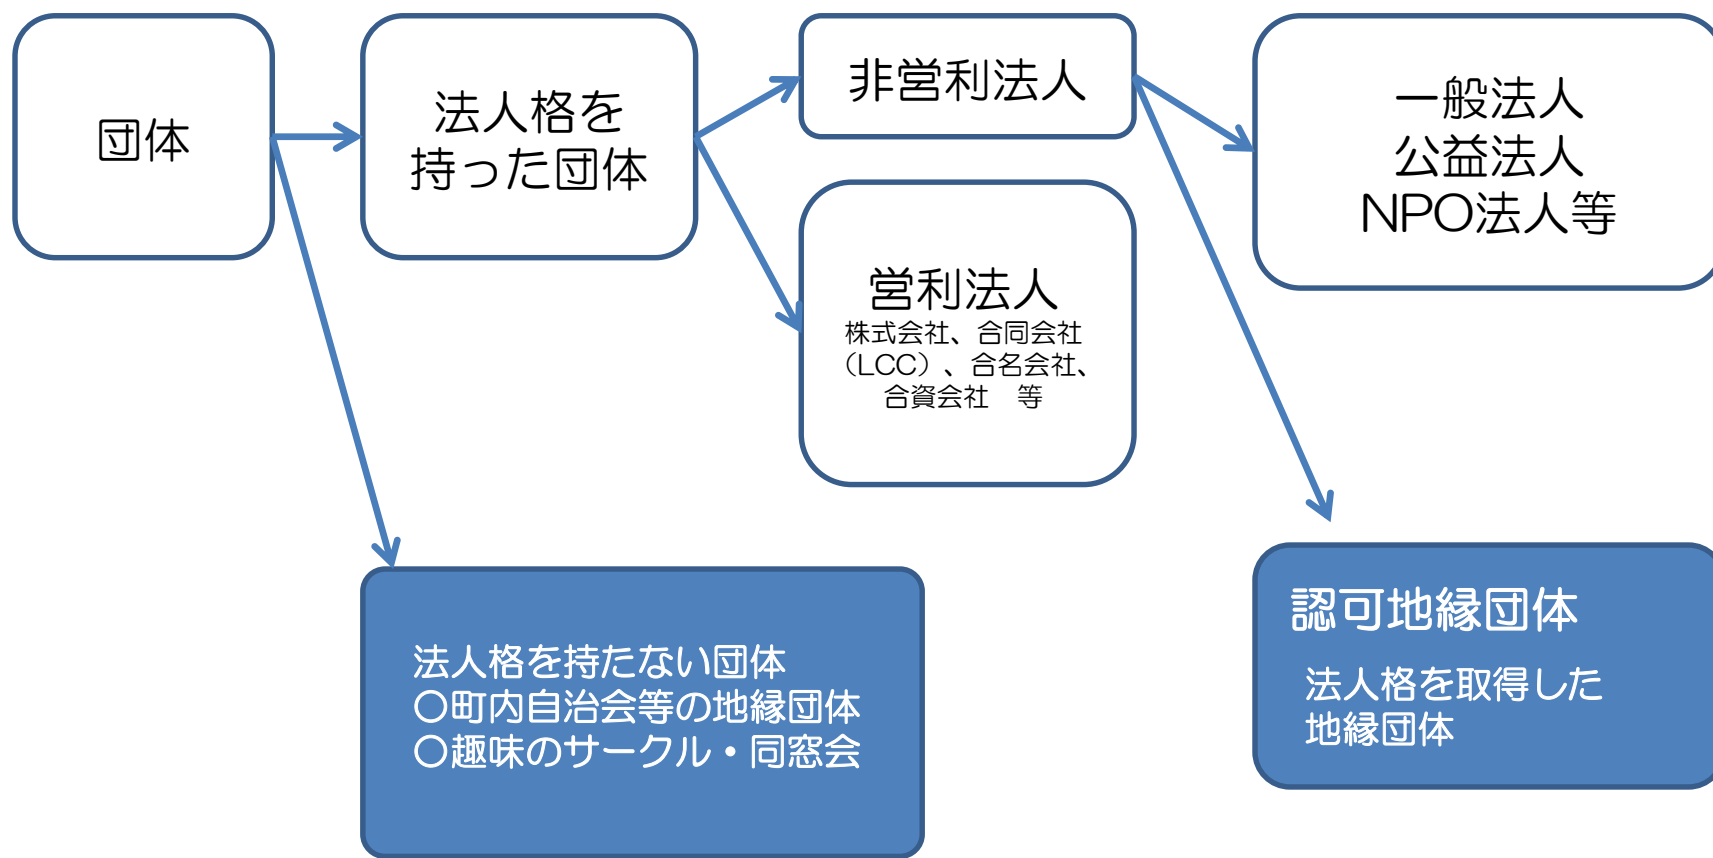 団体
法人格を
持った団体
非営利法人
一般法人
公益法人
NPO法人等
営利法人
株式会社、合同会社
（LCC）、合名会社、
合資会社　等
法人格を持たない団体
〇町内自治会等の地縁団体
〇趣味のサークル・同窓会
認可地縁団体
法人格を取得した
地縁団体